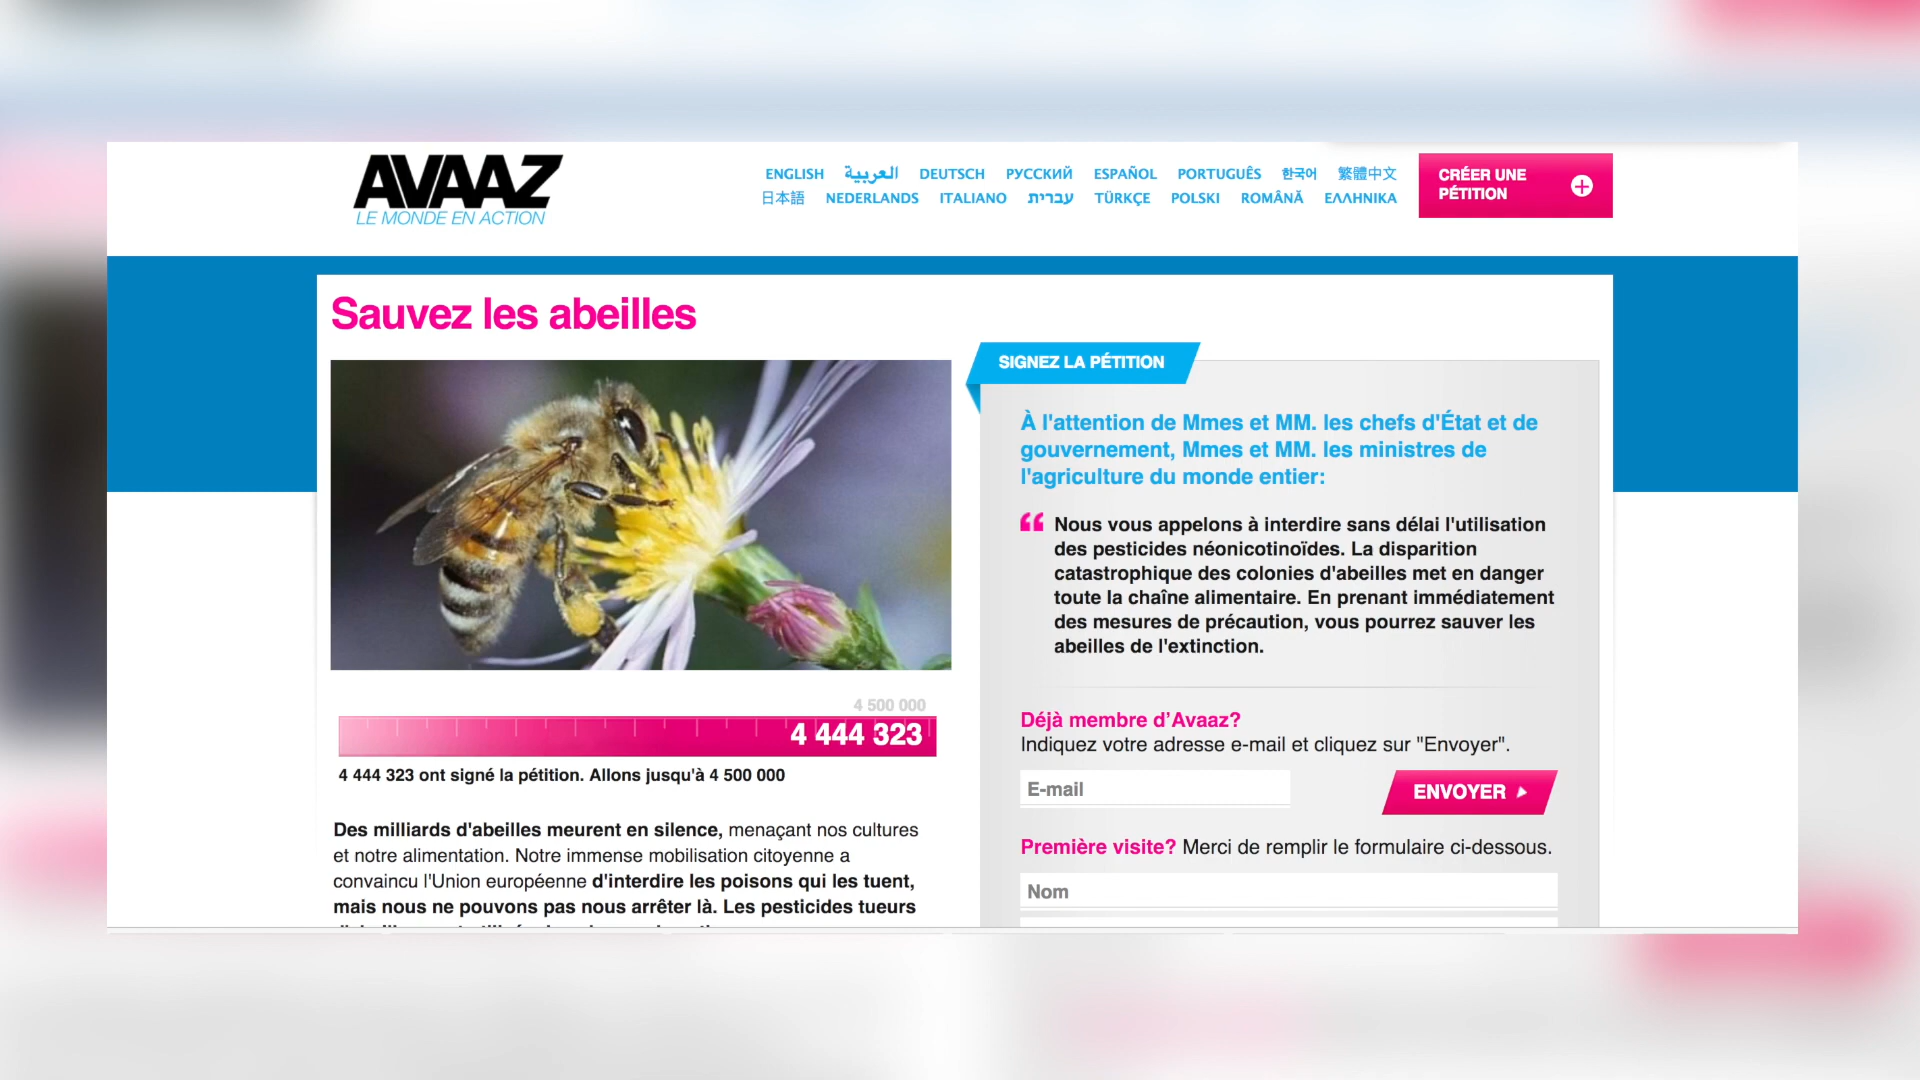 AVAAZ
LE MONDE EN ACTION
ENGLISH العربية DEUTSCH РУССКИЙ ESPAÑOL PORTUGUÊS 한국어 繁體中文
日本語 NEDERLANDS ITALIANO עברית TÜRKÇE POLSKI ROMÂNĂ ΕΛΛΗΝΙΚΑ
CRÉER UNE
PÉTITION
Sauvez les abeilles
4 500 000
4 444 323
4 444 323 ont signé la pétition. Allons jusqu'à 4 500 000
Des milliards d'abeilles meurent en silence, menaçant nos cultures
et notre alimentation. Notre immense mobilisation citoyenne a
convaincu l'Union européenne d'interdire les poisons qui les tuent,
mais nous ne pouvons pas nous arrêter là. Les pesticides tueurs
SIGNEZ LA PÉTITION
À l'attention de Mmes et MM. les chefs d'État et de
gouvernement, Mmes et MM. les ministres de
l'agriculture du monde entier:
“ Nous vous appelons à interdire sans délai l'utilisation
des pesticides néonicotinoïdes. La disparition
catastrophique des colonies d'abeilles met en danger
toute la chaîne alimentaire. En prenant immédiatement
des mesures de précaution, vous pourrez sauver les
abeilles de l'extinction.
Déjà membre d’Avaaz?
Indiquez votre adresse e-mail et cliquez sur "Envoyer".
E-mail
ENVOYER
Première visite? Merci de remplir le formulaire ci-dessous.
Nom